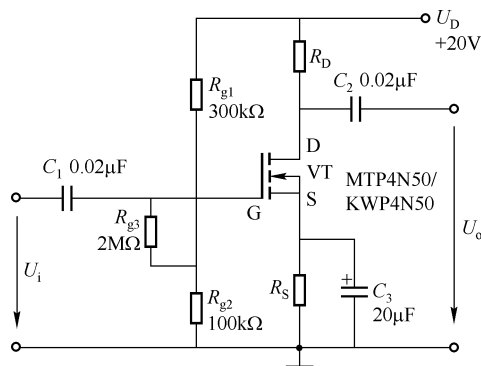 U_D
+20V
R_D
R_g1
300kΩ
C_2 0.02μF
C_1 0.02μF
D
VT
MTP4N50/
KWP4N50
G
S
R_g3
2MΩ
U_i
U_o
R_g2
100kΩ
R_S
+
C_3
20μF